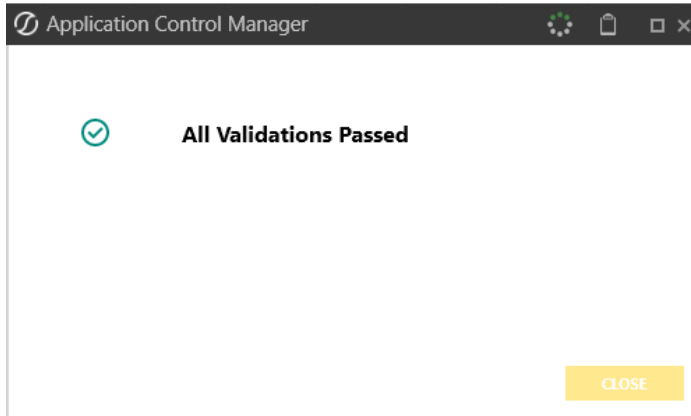 Application Control Manager
All Validations Passed
CLOSE